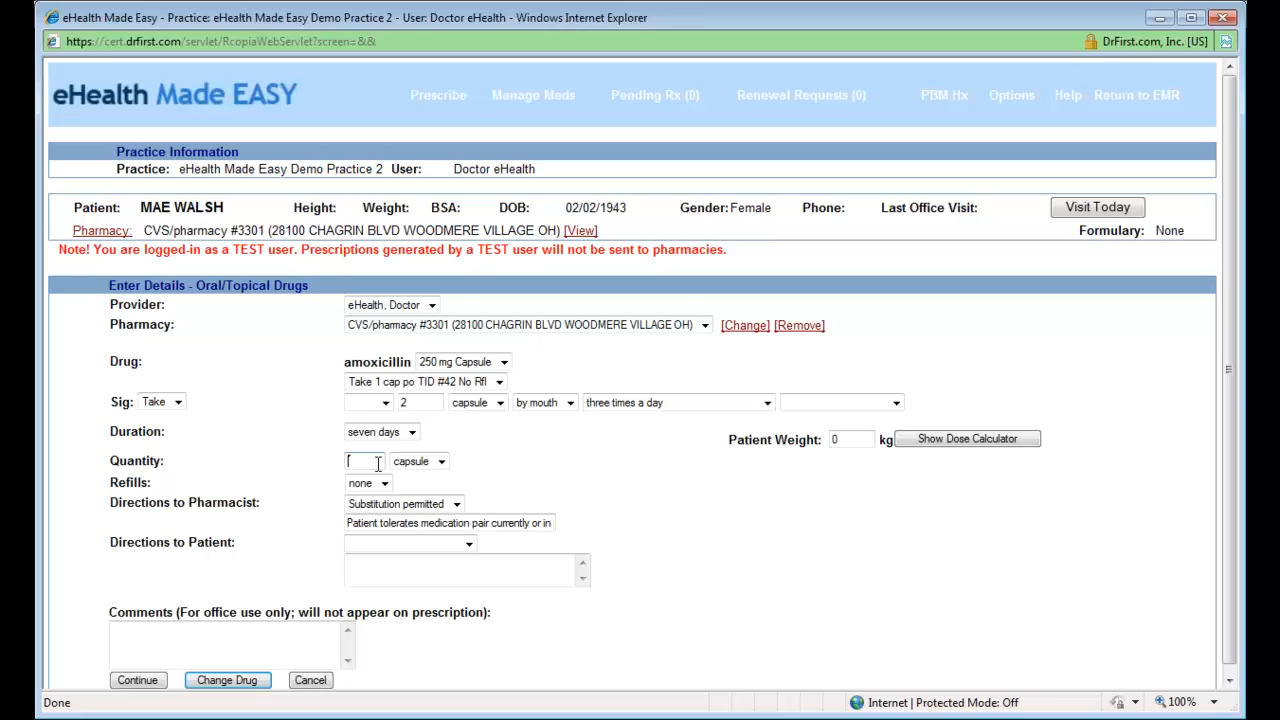 eHealth Made Easy - Practice: eHealth Made Easy Demo Practice 2 - User: Doctor eHealth - Windows Internet Explorer
https://cert.drfirst.com/servlet/RcopiaWebServlet?screen=&& DrFirst.com, Inc. [US]
eHealth Made EASY Prescribe Manage Meds Pending Rx (0) Renewal Requests (0) PBM Hx Options Help Return to EMR
Practice Information
Practice: eHealth Made Easy Demo Practice 2 User: Doctor eHealth
Patient: MAE WALSH Height: Weight: BSA: DOB: 02/02/1943 Gender: Female Phone: Last Office Visit: Visit Today
Pharmacy: CVS/pharmacy #3301 (28100 CHAGRIN BLVD WOODMERE VILLAGE OH) [View] Formulary: None
Note! You are logged-in as a TEST user. Prescriptions generated by a TEST user will not be sent to pharmacies.
Enter Details - Oral/Topical Drugs
Provider: eHealth, Doctor
Pharmacy: CVS/pharmacy #3301 (28100 CHAGRIN BLVD WOODMERE VILLAGE OH) [Change] [Remove]
Drug: amoxicillin 250 mg Capsule
Take 1 cap po TID #42 No Rfl
Sig: Take 2 capsule by mouth three times a day
Duration: seven days
Patient Weight: 0 kg Show Dose Calculator
Quantity: capsule
Refills: none
Directions to Pharmacist: Substitution permitted
Patient tolerates medication pair currently or in
Directions to Patient:
Comments (For office use only; will not appear on prescription):
Continue Change Drug Cancel
Done Internet | Protected Mode: Off 100%